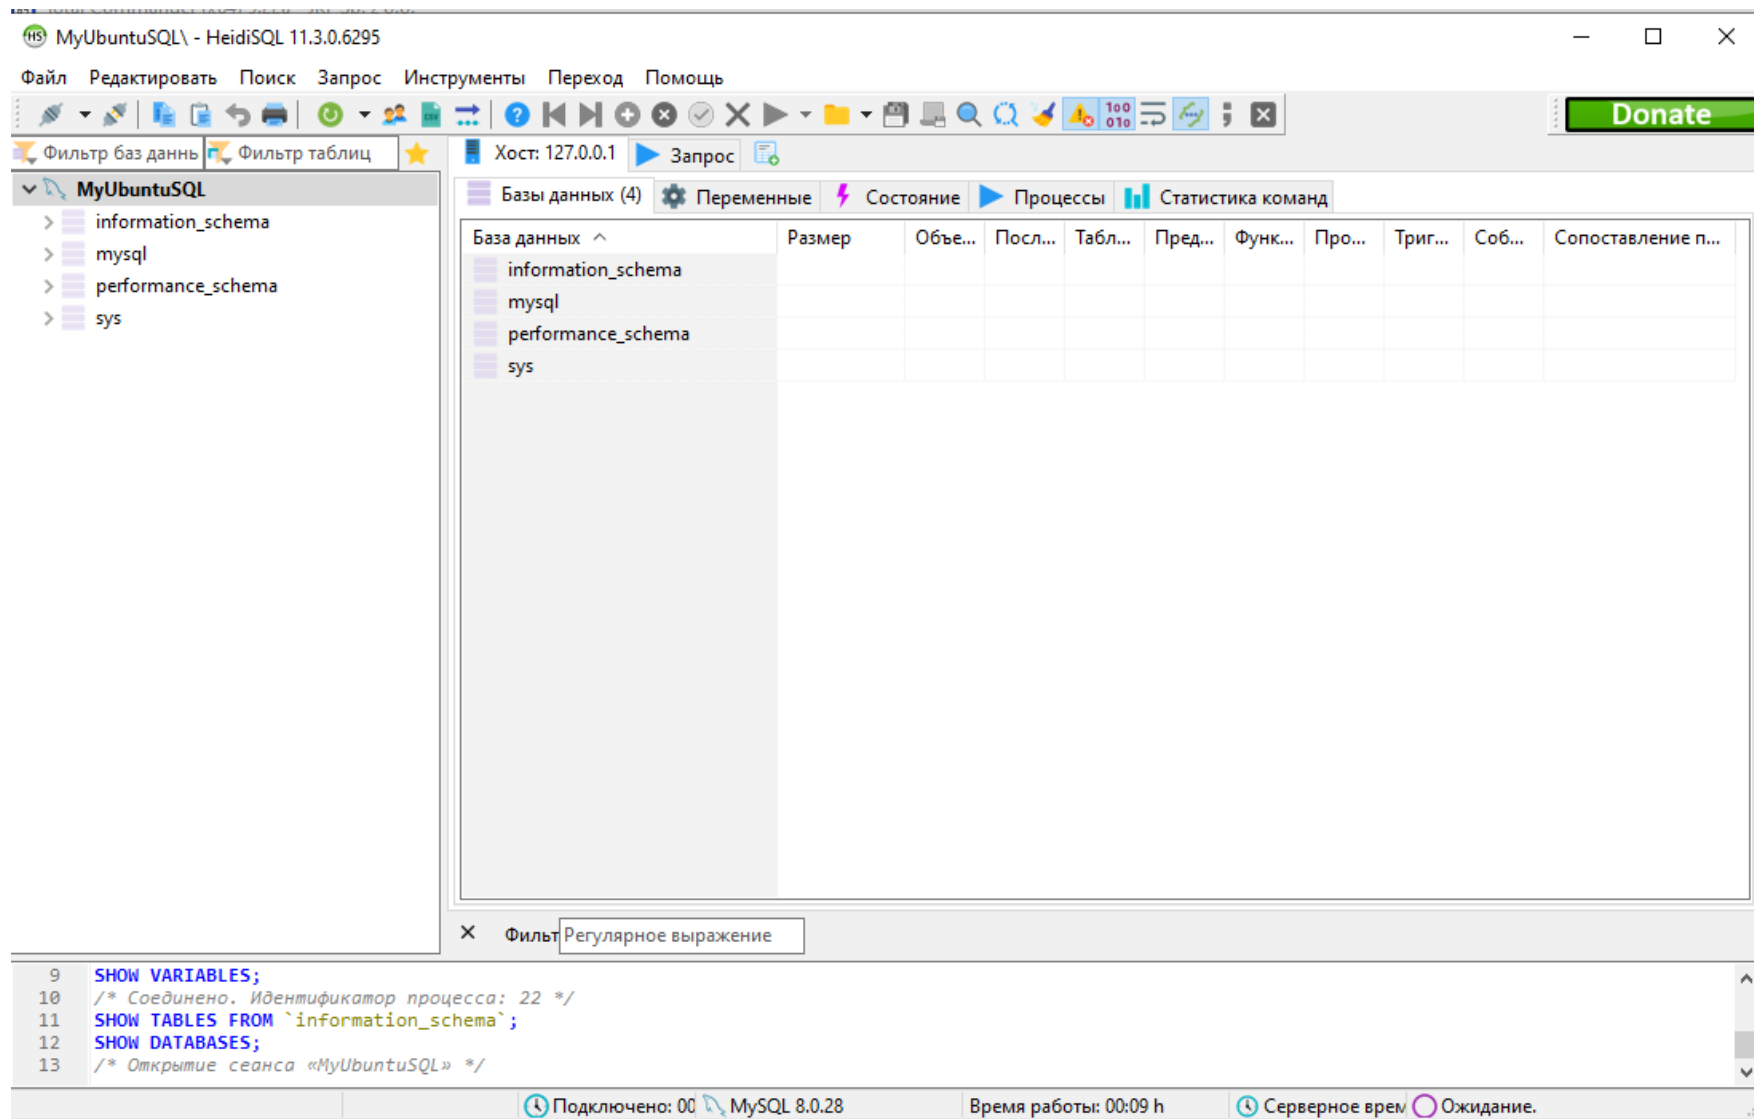 MyUbuntuSQL\ - HeidiSQL 11.3.0.6295
Файл Редактировать Поиск Запрос Инструменты Переход Помощь
Donate
Фильтр баз даннь Фильтр таблиц
Хост: 127.0.0.1 Запрос
MyUbuntuSQL
information_schema
mysql
performance_schema
sys
Базы данных (4) Переменные Состояние Процессы Статистика команд
База данных Размер Объе... Посл... Табл... Пред... Функ... Про... Триг... Соб... Сопоставление п...
information_schema
mysql
performance_schema
sys
Фильт Регулярное выражение
9 SHOW VARIABLES;
10 /* Соединено. Идентификатор процесса: 22 */
11 SHOW TABLES FROM `information_schema`;
12 SHOW DATABASES;
13 /* Открытие сеанса «MyUbuntuSQL» */
Подключено: 00 MySQL 8.0.28 Время работы: 00:09 h Серверное врем Ожидание.